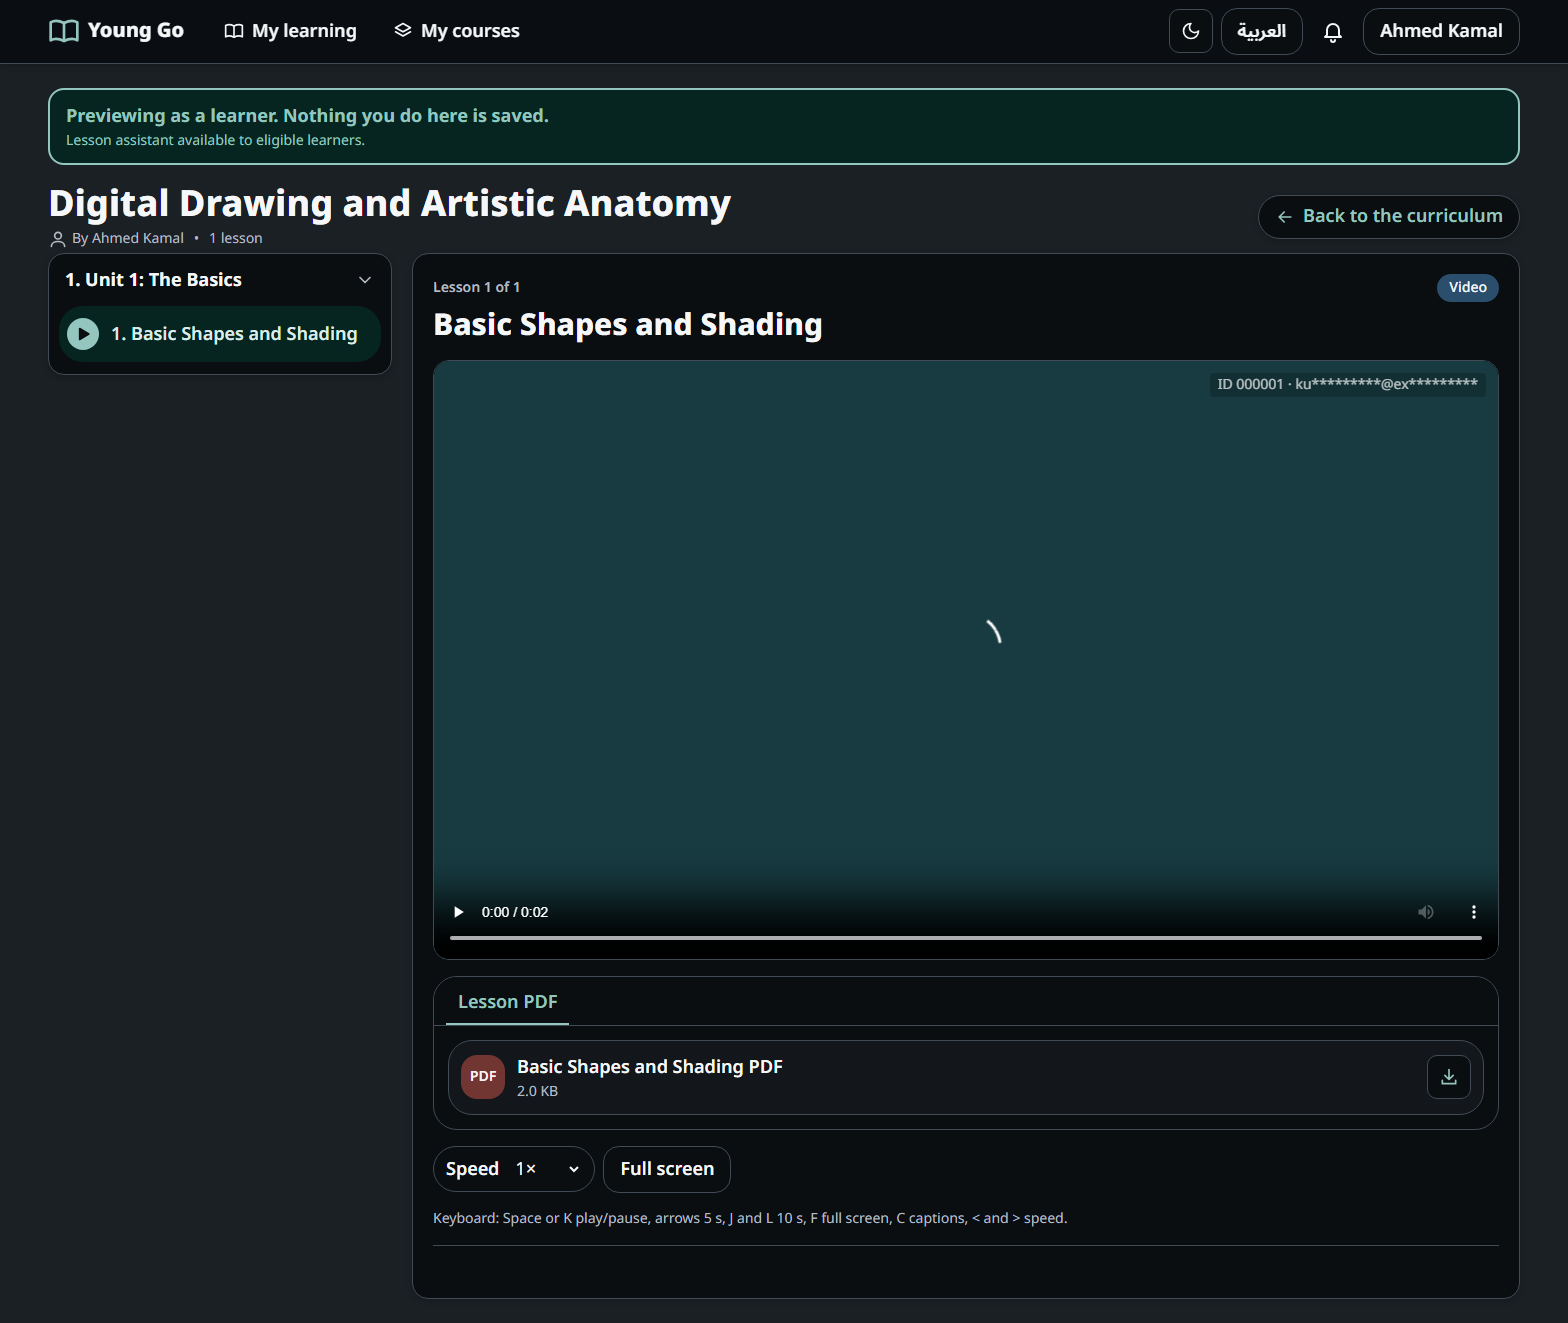 Young Go
My learning
My courses
العربية
Ahmed Kamal
Previewing as a learner. Nothing you do here is saved.
Lesson assistant available to eligible learners.
Digital Drawing and Artistic Anatomy
By Ahmed Kamal • 1 lesson
Back to the curriculum
1. Unit 1: The Basics
1. Basic Shapes and Shading
Lesson 1 of 1
Video
Basic Shapes and Shading
ID 000001 · ku*********@ex*********
0:00 / 0:02
Lesson PDF
PDF
Basic Shapes and Shading PDF
2.0 KB
Speed 1×
Full screen
Keyboard: Space or K play/pause, arrows 5 s, J and L 10 s, F full screen, C captions, < and > speed.